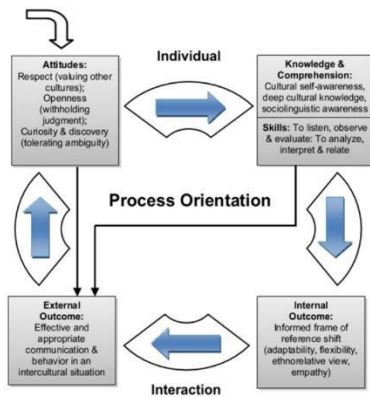 Individual
Attitudes:
Respect (valuing other
cultures);
Openness
(withholding
judgment);
Curiosity & discovery
(tolerating ambiguity)
Knowledge &
Comprehension:
Cultural self-awareness,
deep cultural knowledge,
sociolinguistic awareness
Skills: To listen, observe
& evaluate: To analyze,
interpret & relate
Process Orientation
External
Outcome:
Effective and
appropriate
communication &
behavior in an
intercultural situation
Internal
Outcome:
Informed frame of
reference shift
(adaptability, flexibility,
ethnorelative view,
empathy)
Interaction